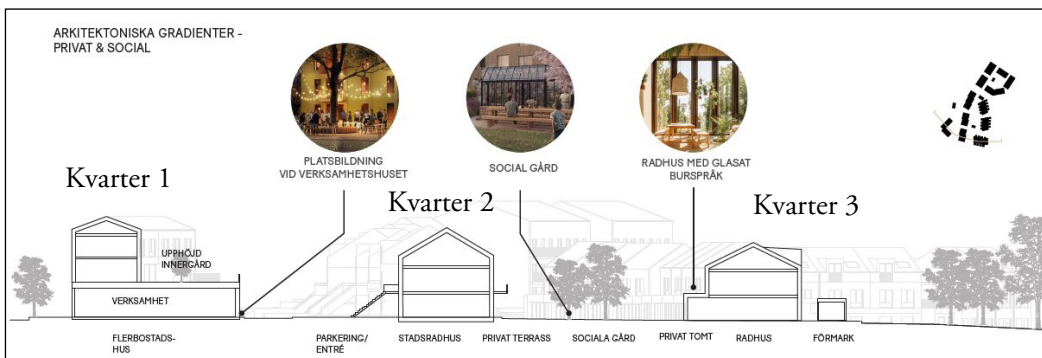 ARKITEKTONISKA GRADIENTER -
PRIVAT & SOCIAL
PLATSBILDNING
VID VERKSAMHETSHUSET
SOCIAL GÅRD
RADHUS MED GLASAT
BURSPRÅK
Kvarter 1
Kvarter 2
Kvarter 3
UPPHÖJD
INNERGÅRD
VERKSAMHET
FLERBOSTADS-
HUS
PARKERING/
ENTRÉ
STADSRADHUS
PRIVAT TERRASS
SOCIALA GÅRD
PRIVAT TOMT
RADHUS
FÖRMARK